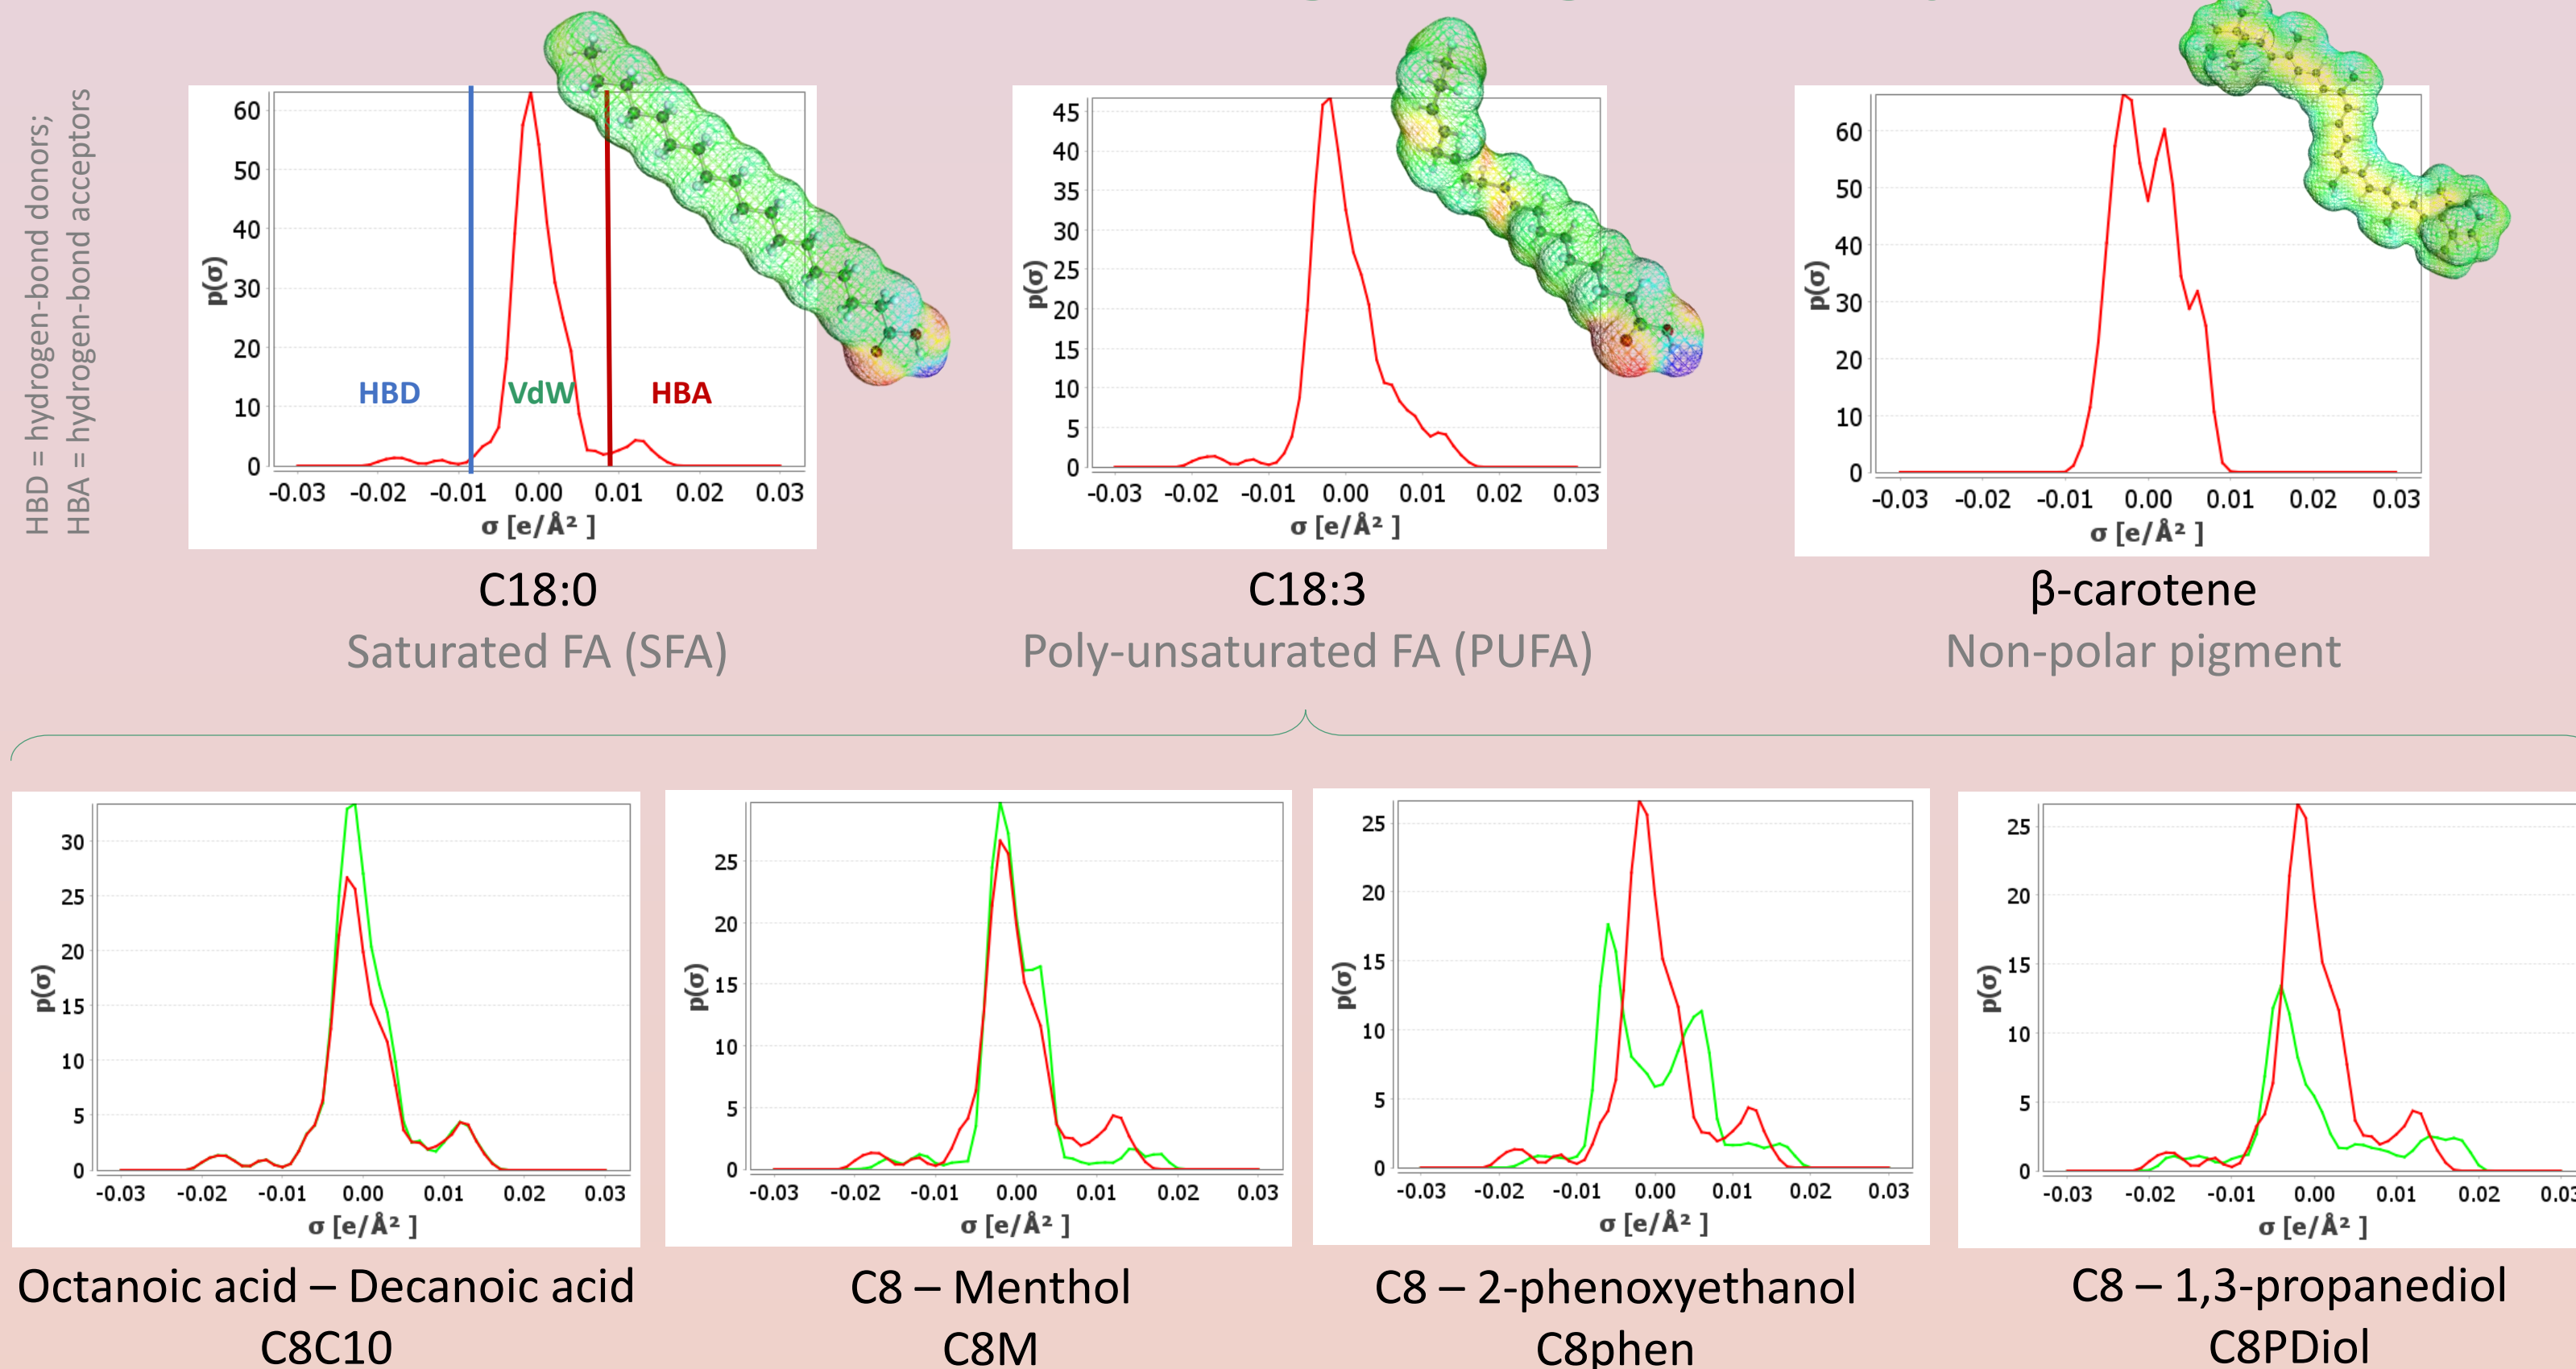 HBD = hydrogen-bond donors;
HBA = hydrogen-bond acceptors
p(σ)
60
50
40
30
20
10
0
HBD
VdW
HBA
-0.03 -0.02 -0.01 0.00 0.01 0.02 0.03
σ [e/Å² ]
C18:0
Saturated FA (SFA)
p(σ)
45
40
35
30
25
20
15
10
5
0
-0.03 -0.02 -0.01 0.00 0.01 0.02 0.03
σ [e/Å² ]
C18:3
Poly-unsaturated FA (PUFA)
p(σ)
60
50
40
30
20
10
0
-0.03 -0.02 -0.01 0.00 0.01 0.02 0.03
σ [e/Å² ]
β-carotene
Non-polar pigment
p(σ)
30
25
20
15
10
5
0
-0.03 -0.02 -0.01 0.00 0.01 0.02 0.03
σ [e/Å² ]
Octanoic acid – Decanoic acid
C8C10
p(σ)
25
20
15
10
5
0
-0.03 -0.02 -0.01 0.00 0.01 0.02 0.03
σ [e/Å² ]
C8 – Menthol
C8M
p(σ)
25
20
15
10
5
0
-0.03 -0.02 -0.01 0.00 0.01 0.02 0.03
σ [e/Å² ]
C8 – 2-phenoxyethanol
C8phen
p(σ)
25
20
15
10
5
0
-0.03 -0.02 -0.01 0.00 0.01 0.02
σ [e/Å² ]
C8 – 1,3-propanediol
C8PDiol